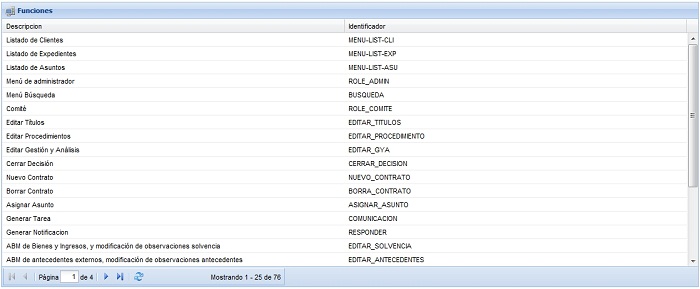 Funciones
Descripcion Identificador
Listado de Clientes MENU-LIST-CLI
Listado de Expedientes MENU-LIST-EXP
Listado de Asuntos MENU-LIST-ASU
Menú de administrador ROLE_ADMIN
Menú Búsqueda BUSQUEDA
Comité ROLE_COMITE
Editar Títulos EDITAR_TITULOS
Editar Procedimientos EDITAR_PROCEDIMIENTO
Editar Gestión y Análisis EDITAR_GYA
Cerrar Decisión CERRAR_DECISION
Nuevo Contrato NUEVO_CONTRATO
Borrar Contrato BORRA_CONTRATO
Asignar Asunto ASIGNAR_ASUNTO
Generar Tarea COMUNICACION
Generar Notificacion RESPONDER
ABM de Bienes y Ingresos, y modificación de observaciones solvencia EDITAR_SOLVENCIA
ABM de antecedentes externos, modificación de observaciones antecedentes EDITAR_ANTECEDENTES
Página 1 de 4 Mostrando 1 - 25 de 76